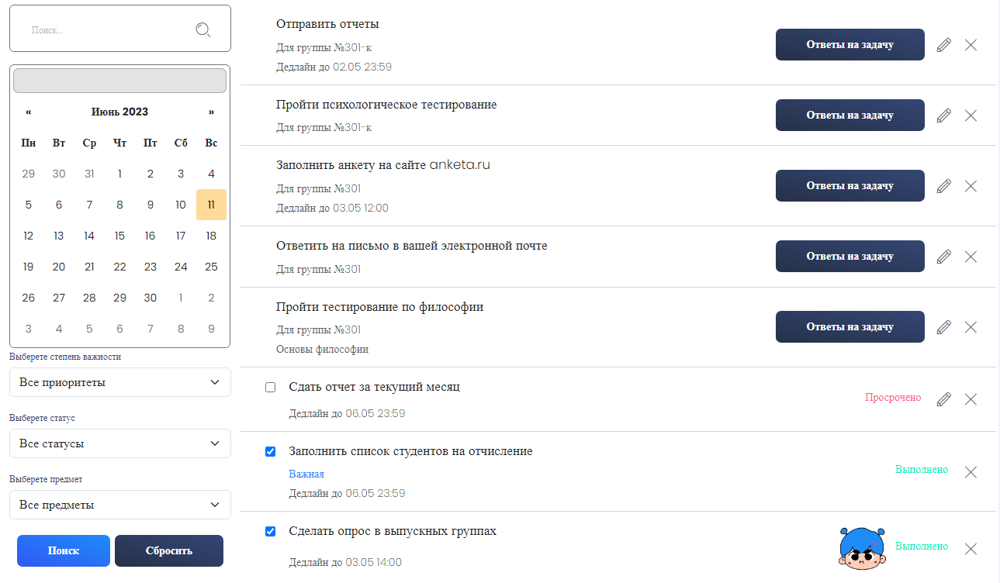 Поиск...
«
Июнь 2023
»
Пн Вт Ср Чт Пт Сб Вс
29 30 31 1 2 3 4
5 6 7 8 9 10 11
12 13 14 15 16 17 18
19 20 21 22 23 24 25
26 27 28 29 30 1 2
3 4 5 6 7 8 9
Выберете степень важности
Все приоритеты
Выберете статус
Все статусы
Выберете предмет
Все предметы
Поиск
Сбросить
Отправить отчеты
Для группы №301-к
Дедлайн до 02.05 23:59
Ответы на задачу
Пройти психологическое тестирование
Для группы №301-к
Ответы на задачу
Заполнить анкету на сайте anketa.ru
Для группы №301
Дедлайн до 03.05 12:00
Ответы на задачу
Ответить на письмо в вашей электронной почте
Для группы №301
Ответы на задачу
Пройти тестирование по философии
Для группы №301
Основы философии
Ответы на задачу
Сдать отчет за текущий месяц
Дедлайн до 06.05 23:59
Просрочено
Заполнить список студентов на отчисление
Важная
Дедлайн до 06.05 23:59
Выполнено
Сделать опрос в выпускных группах
Дедлайн до 03.05 14:00
Выполнено